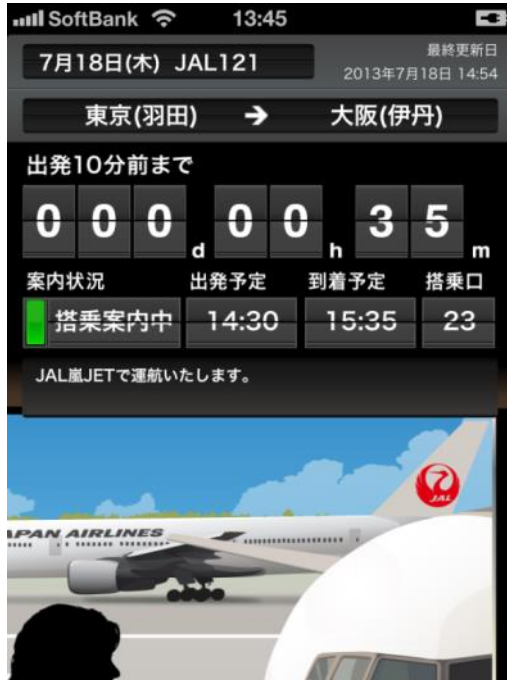 SoftBank 13:45
7月18日(木) JAL121
最終更新日
2013年7月18日 14:54
東京(羽田) → 大阪(伊丹)
出発10分前まで
000d 00h 35m
案内状況 出発予定 到着予定 搭乗口
搭乗案内中 14:30 15:35 23
JAL嵐JETで運航いたします。
JAL
PAN AIRLINES